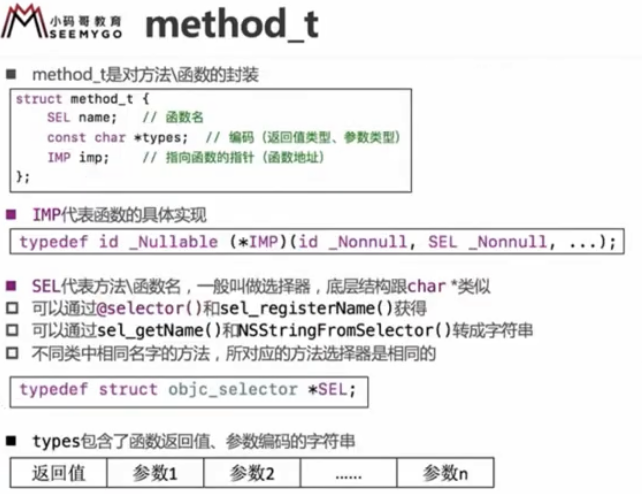 小码哥教育
SEEMYGO
method_t
method_t是对方法\函数的封装
struct method_t {
SEL name; // 函数名
const char *types; // 编码（返回值类型、参数类型）
IMP imp; // 指向函数的指针（函数地址）
};
IMP代表函数的具体实现
typedef id _Nullable (*IMP)(id _Nonnull, SEL _Nonnull, ...);
SEL代表方法\函数名，一般叫做选择器，底层结构跟char *类似
可以通过@selector()和sel_registerName()获得
可以通过sel_getName()和NSStringFromSelector()转成字符串
不同类中相同名字的方法，所对应的方法选择器是相同的
typedef struct objc_selector *SEL;
types包含了函数返回值、参数编码的字符串
返回值 参数1 参数2 …… 参数n